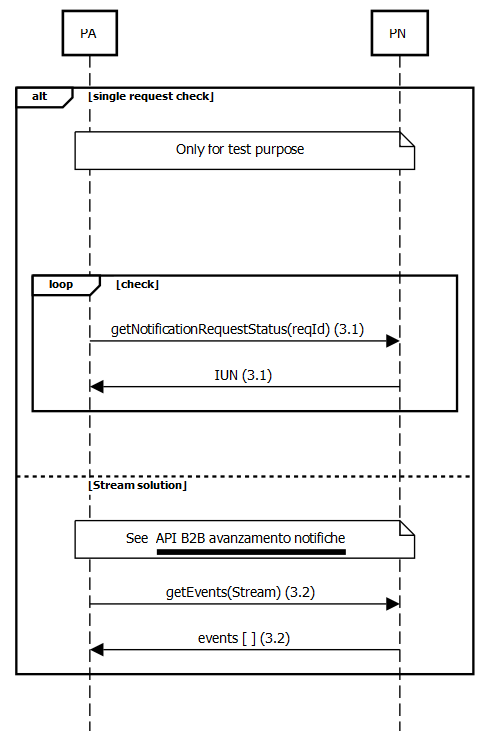 PA
PN
alt
[single request check]
Only for test purpose
loop
[check]
getNotificationRequestStatus(reqId) (3.1)
IUN (3.1)
[Stream solution]
See API B2B avanzamento notifiche
getEvents(Stream) (3.2)
events [ ] (3.2)